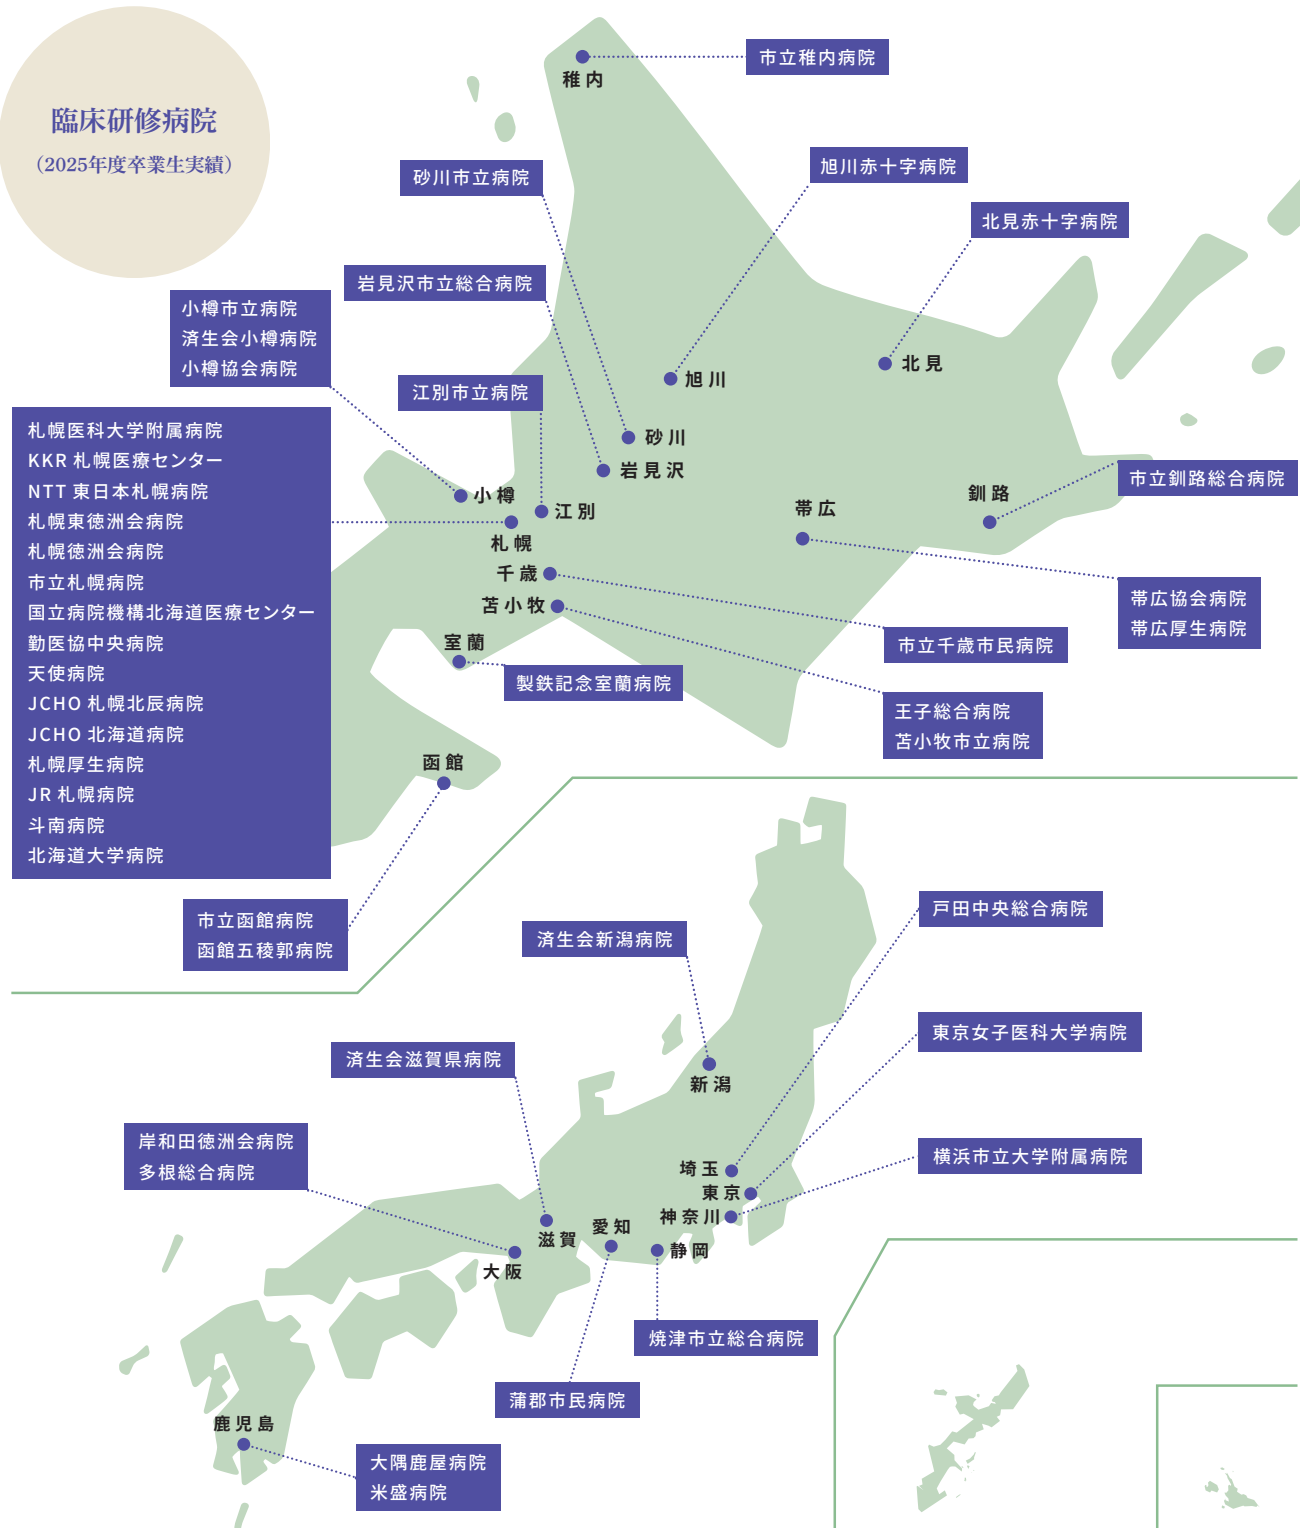 臨床研修病院
（2025年度卒業生実績）
稚内
市立稚内病院
砂川市立病院
旭川赤十字病院
北見赤十字病院
岩見沢市立総合病院
小樽市立病院
済生会小樽病院
小樽協会病院
江別市立病院
旭川
北見
砂川
岩見沢
小樽
江別
札幌
千歳
苫小牧
室蘭
函館
帯広
釧路
札幌医科大学附属病院
KKR 札幌医療センター
NTT 東日本札幌病院
札幌東徳洲会病院
札幌徳洲会病院
市立札幌病院
国立病院機構北海道医療センター
勤医協中央病院
天使病院
JCHO 札幌北辰病院
JCHO 北海道病院
札幌厚生病院
JR 札幌病院
斗南病院
北海道大学病院
市立釧路総合病院
帯広協会病院
帯広厚生病院
市立千歳市民病院
製鉄記念室蘭病院
王子総合病院
苫小牧市立病院
市立函館病院
函館五稜郭病院
済生会新潟病院
戸田中央総合病院
東京女子医科大学病院
済生会滋賀県病院
新潟
岸和田徳洲会病院
多根総合病院
横浜市立大学附属病院
埼玉
東京
神奈川
静岡
愛知
滋賀
大阪
焼津市立総合病院
蒲郡市民病院
鹿児島
大隅鹿屋病院
米盛病院